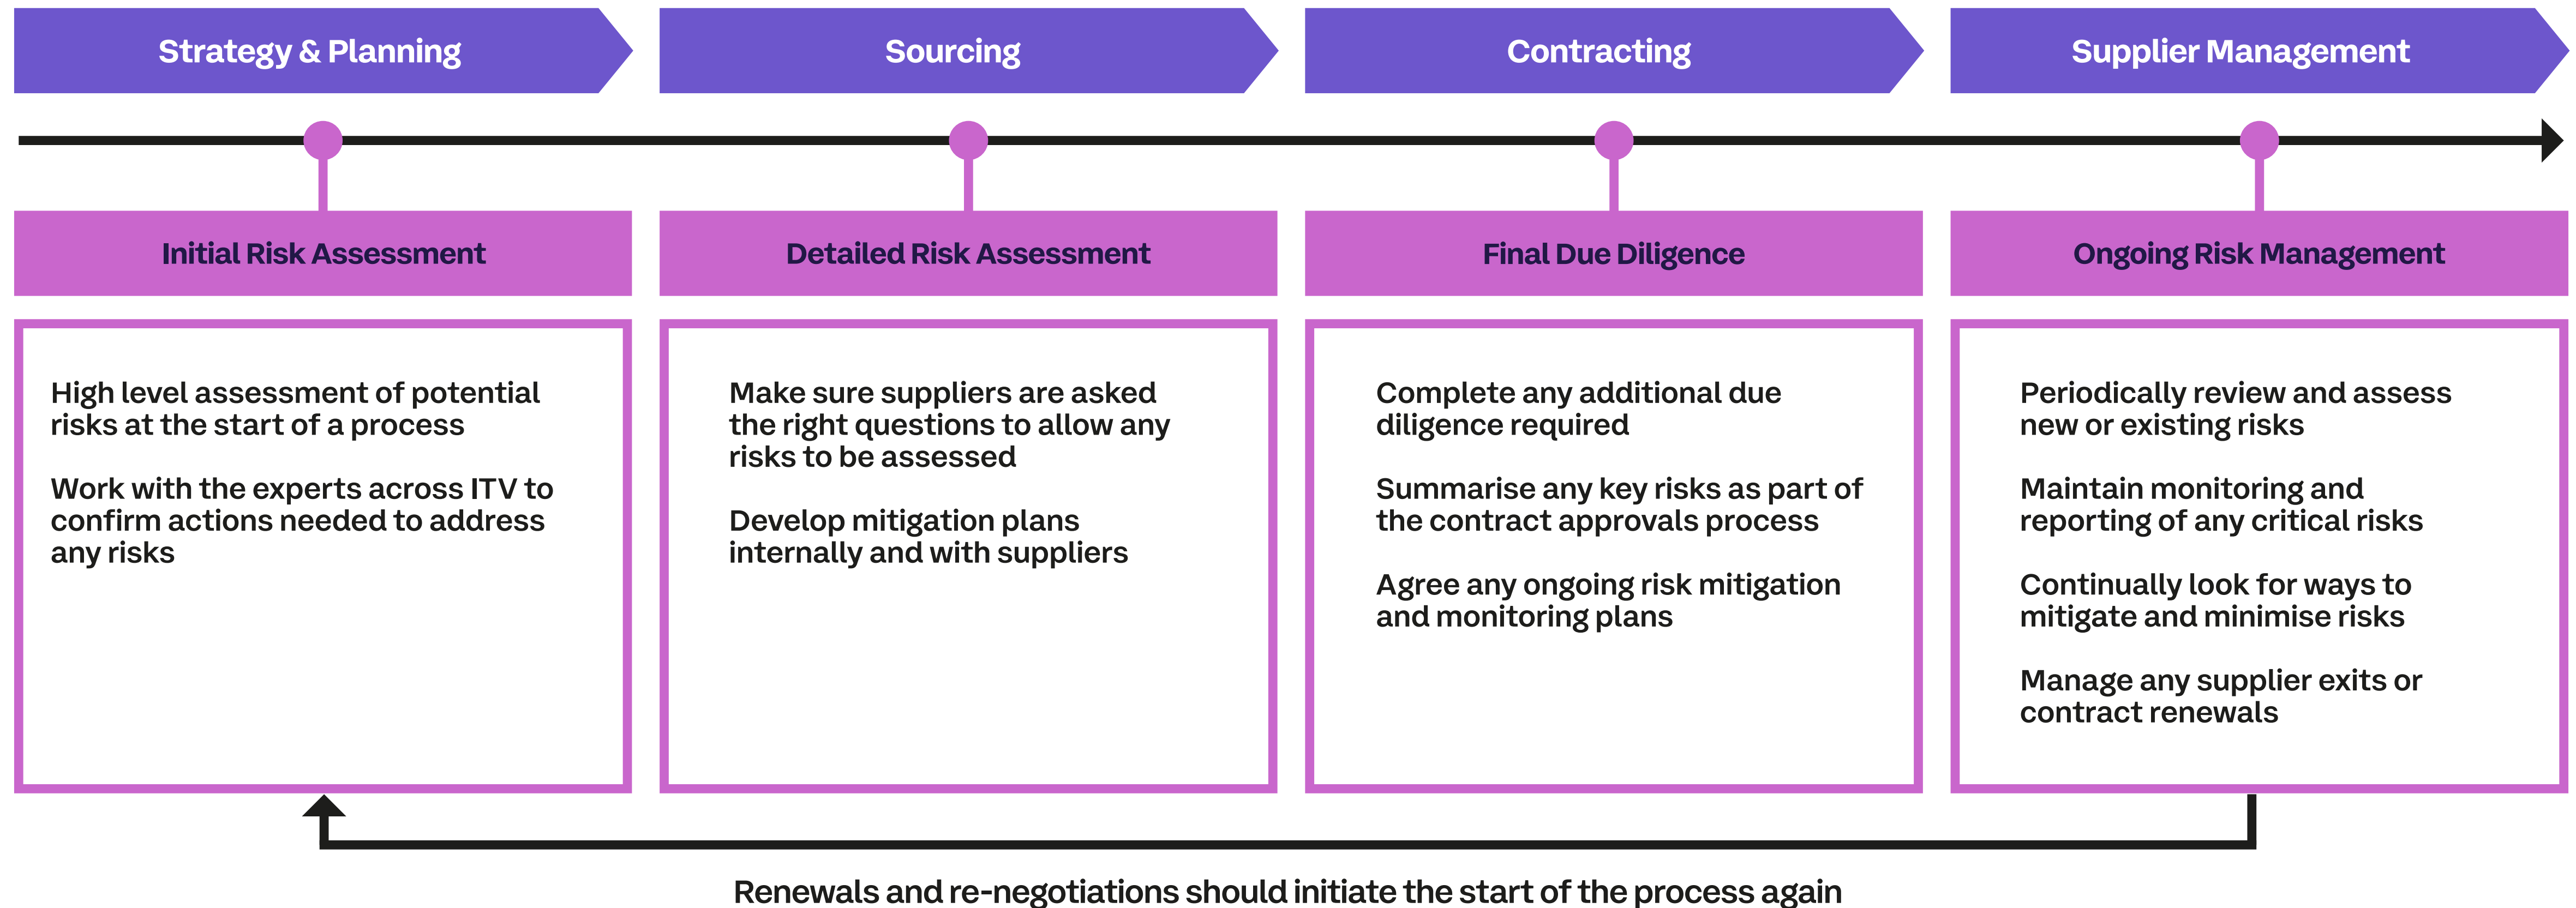 Strategy & Planning
Sourcing
Contracting
Supplier Management
Initial Risk Assessment
Detailed Risk Assessment
Final Due Diligence
Ongoing Risk Management
High level assessment of potential
risks at the start of a process
Work with the experts across ITV to
confirm actions needed to address
any risks
Make sure suppliers are asked
the right questions to allow any
risks to be assessed
Develop mitigation plans
internally and with suppliers
Complete any additional due
diligence required
Summarise any key risks as part of
the contract approvals process
Agree any ongoing risk mitigation
and monitoring plans
Periodically review and assess
new or existing risks
Maintain monitoring and
reporting of any critical risks
Continually look for ways to
mitigate and minimise risks
Manage any supplier exits or
contract renewals
Renewals and re-negotiations should initiate the start of the process again